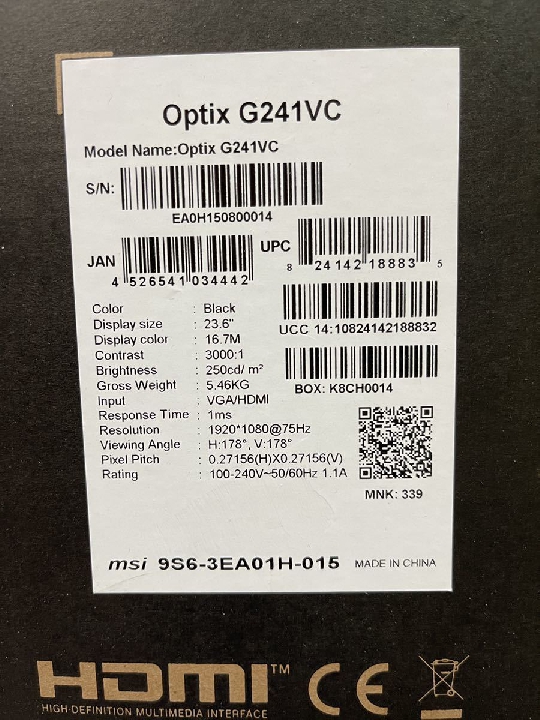 Optix G241VC
Model Name:Optix G241VC
S/N:
EA0H150800014
JAN
4 526541 034442
UPC
8 24142 18883 5
UCC 14:10824142188832
BOX: K8CH0014
Color : Black
Display size : 23.6"
Display color : 16.7M
Contrast : 3000:1
Brightness : 250cd/ m²
Gross Weight : 5.46KG
Input : VGA/HDMI
Response Time : 1ms
Resolution : 1920*1080@75Hz
Viewing Angle : H:178°, V:178°
Pixel Pitch : 0.27156(H)X0.27156(V)
Rating : 100-240V~50/60Hz 1.1A
MNK: 339
msi 9S6-3EA01H-015 MADE IN CHINA
HDMI™
HIGH-DEFINITION MULTIMEDIA INTERFACE
CE